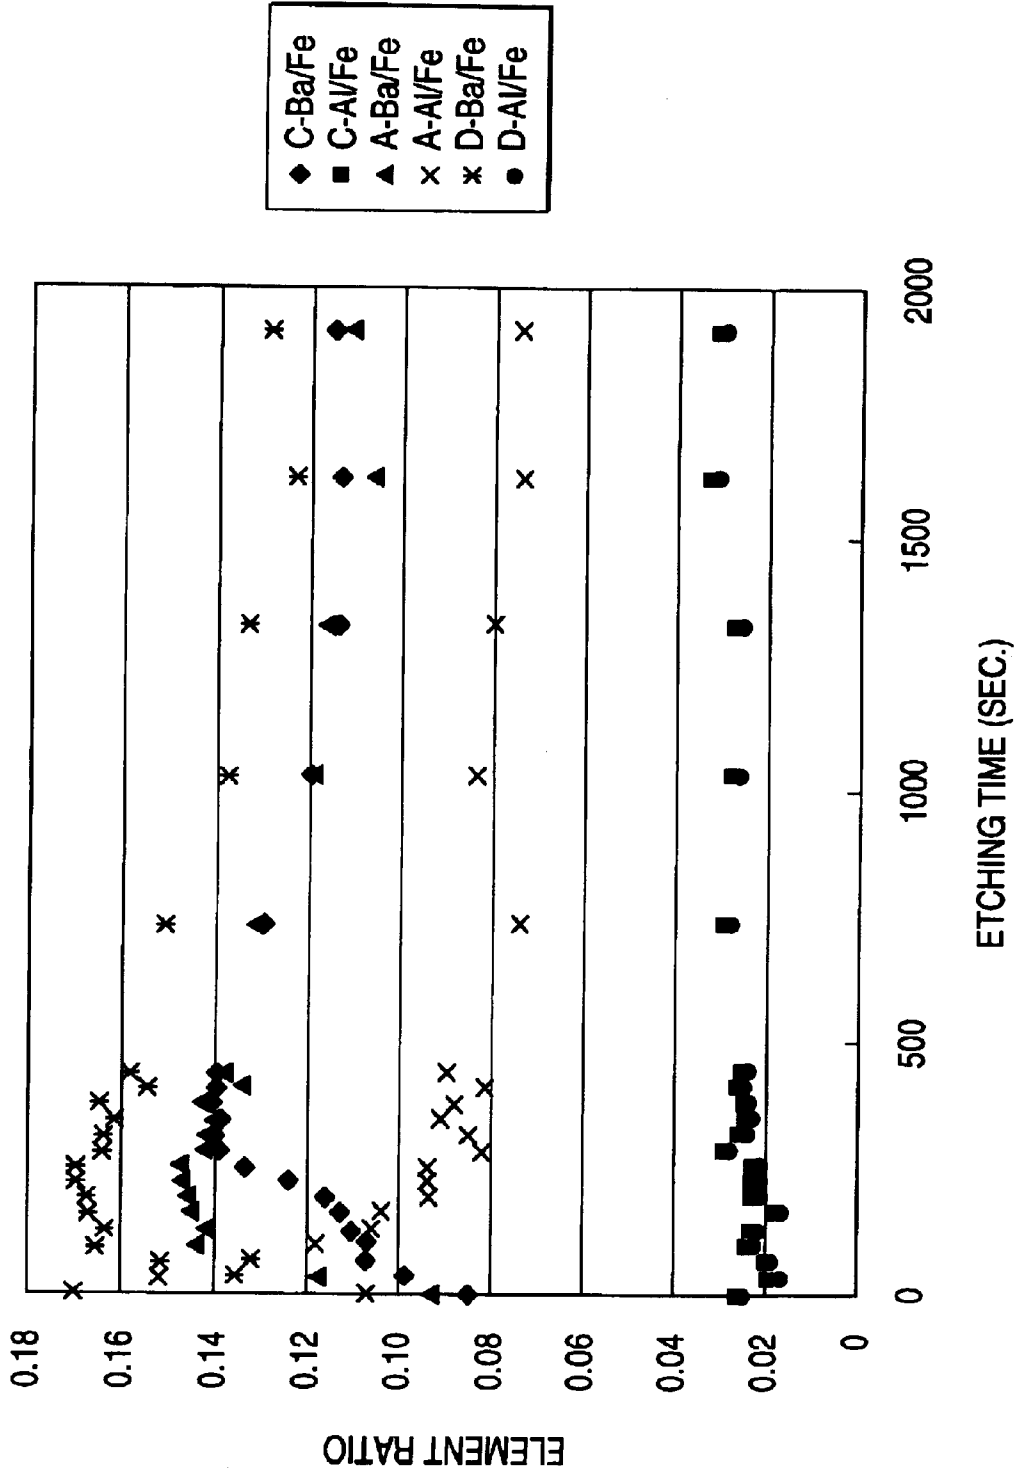 C-Ba/Fe
C-Al/Fe
A-Ba/Fe
A-Al/Fe
D-Ba/Fe
D-Al/Fe
ELEMENT RATIO
0.18
0.16
0.14
0.12
0.10
0.08
0.06
0.04
0.02
0
0
500
1000
1500
2000
ETCHING TIME (SEC.)